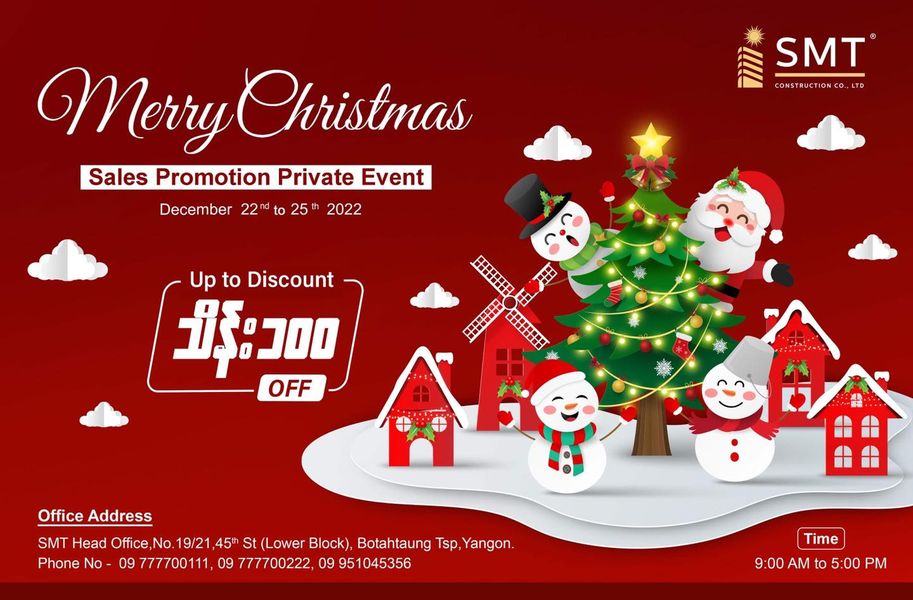 SMT®
CONSTRUCTION CO., LTD
Merry Christmas
Sales Promotion Private Event
December 22nd to 25th 2022
Up to Discount
သိန်း ၁၀၀
OFF
Office Address
SMT Head Office,No.19/21,45th St (Lower Block), Botahtaung Tsp,Yangon.
Phone No - 09 777700111, 09 777700222, 09 951045356
Time
9:00 AM to 5:00 PM